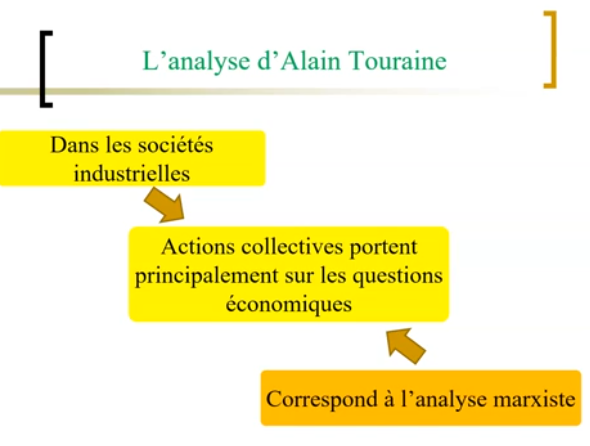 L'analyse d'Alain Touraine
Dans les sociétés
industrielles
Actions collectives portent
principalement sur les questions
économiques
Correspond à l'analyse marxiste